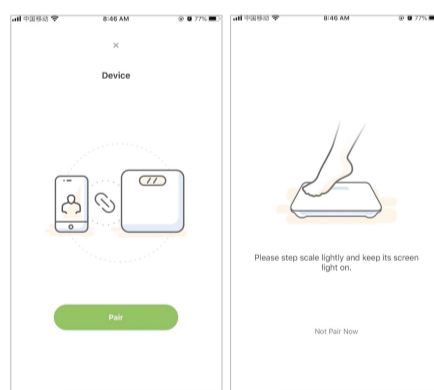 中国移动 8:46 AM 77%
×
Device
Pair
中国移动 8:46 AM 77%
Please step scale lightly and keep its screen
light on.
Not Pair Now